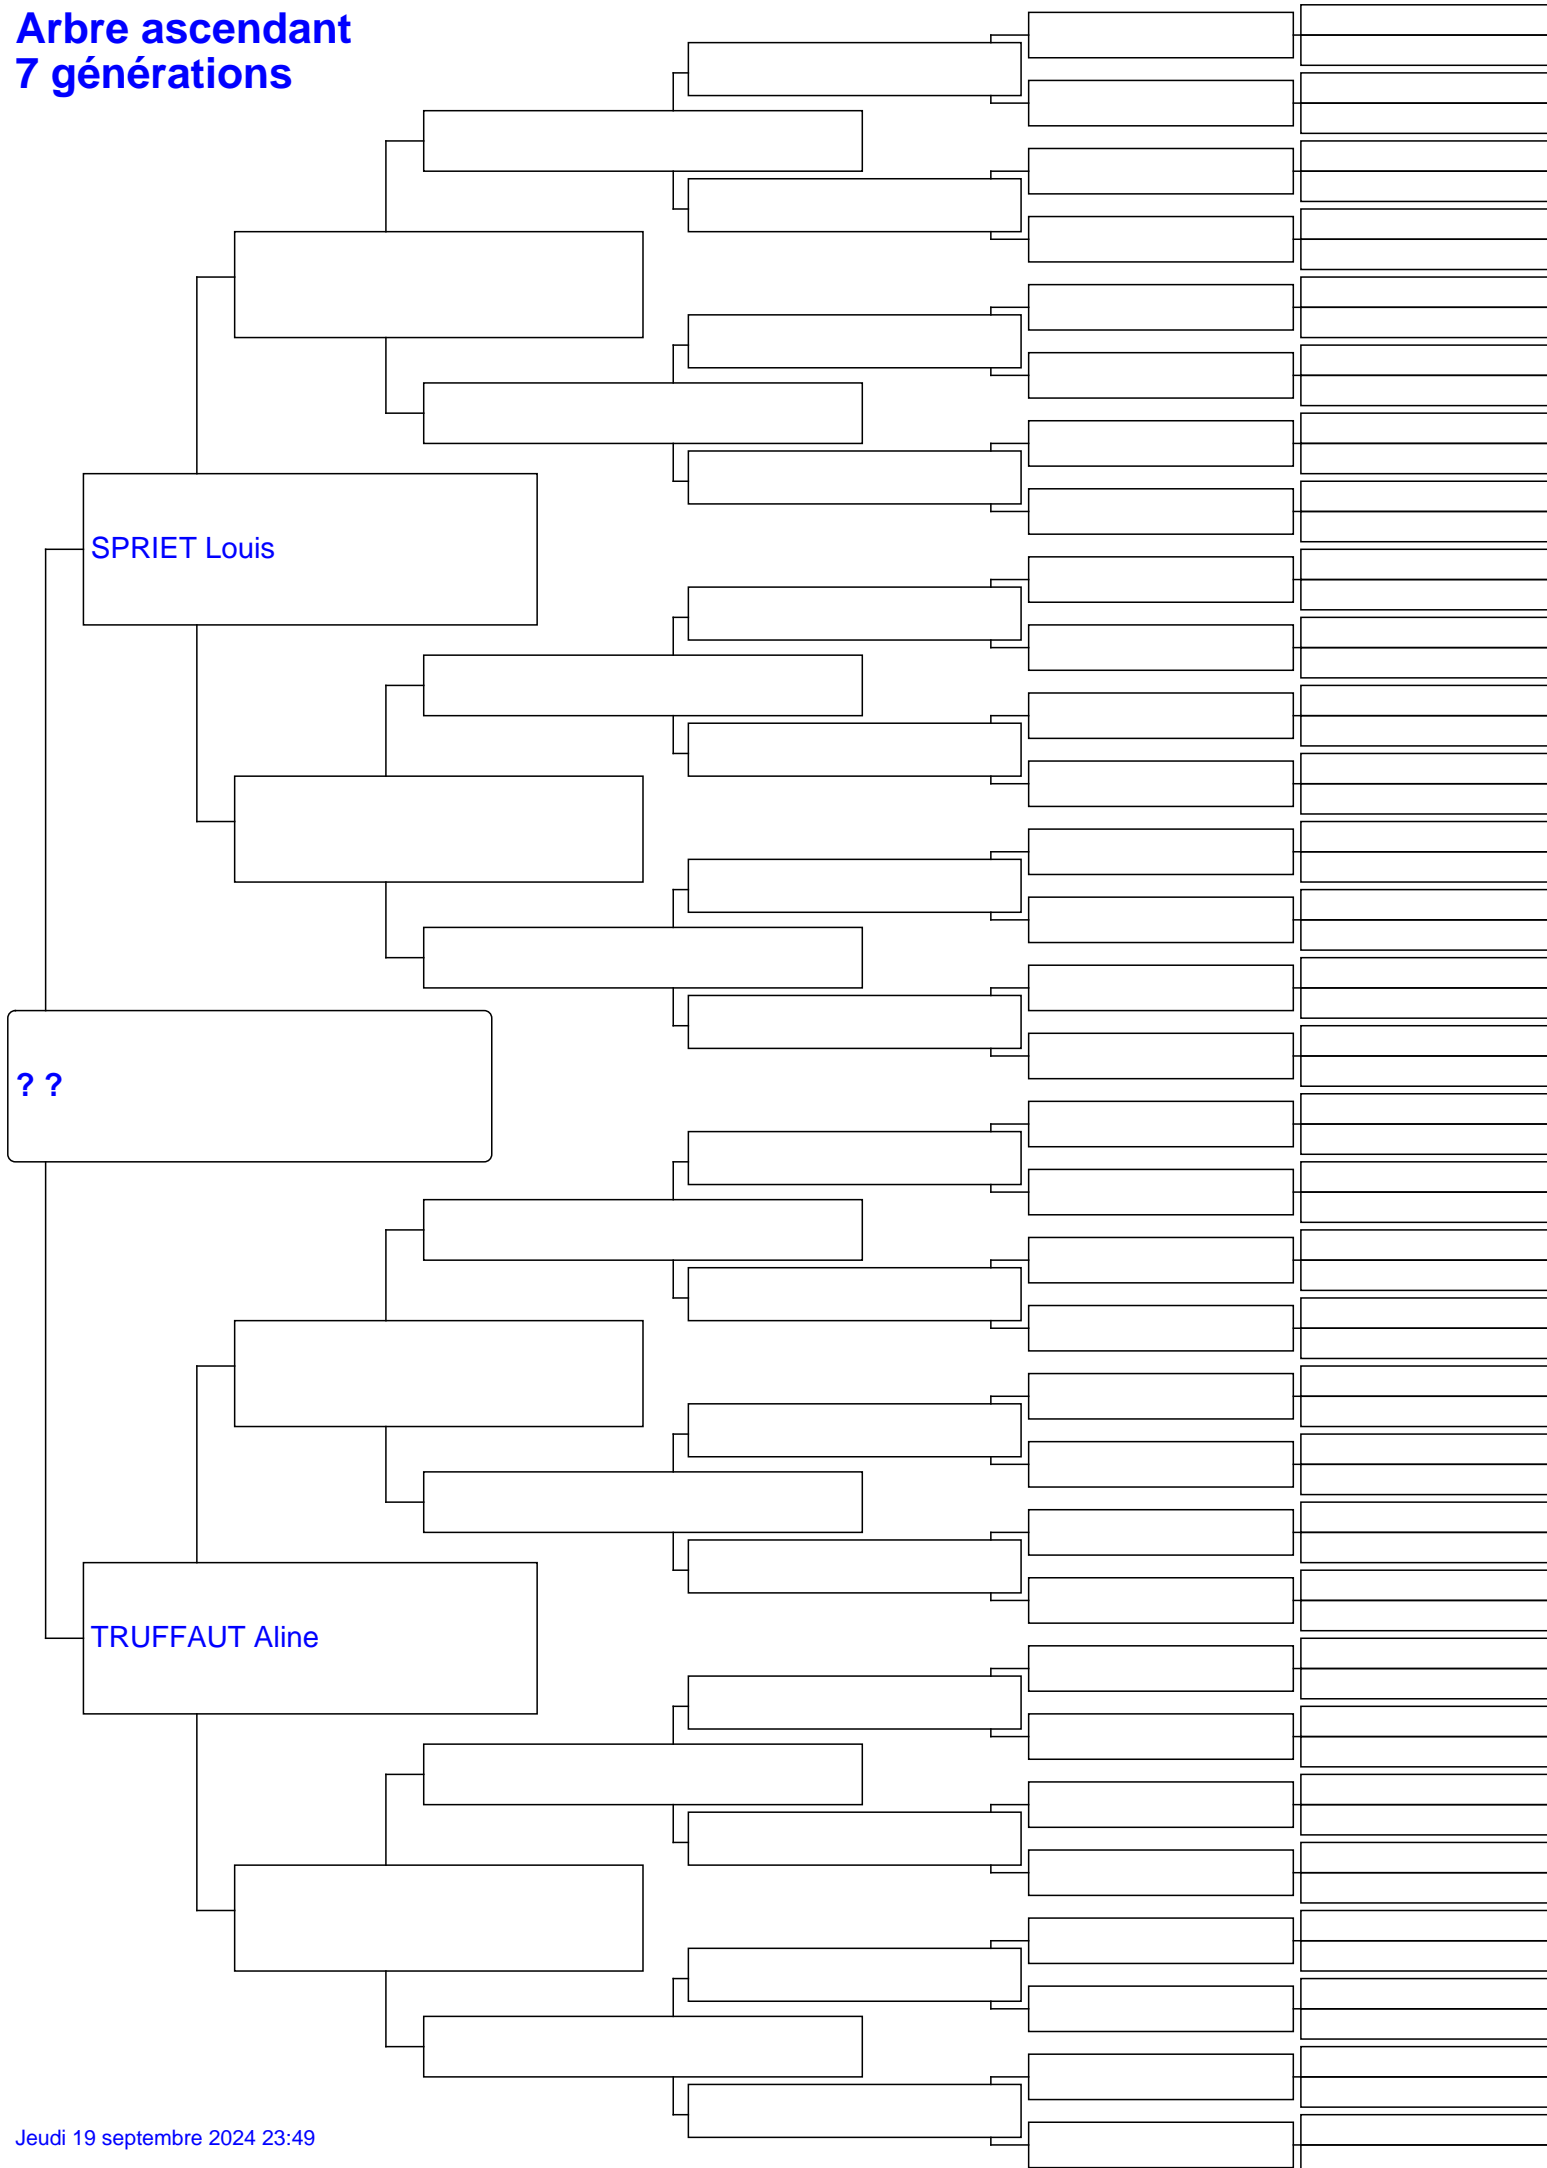 Arbre ascendant
7 générations
SPRIET Louis
? ?
TRUFFAUT Aline
Jeudi 19 septembre 2024 23:49